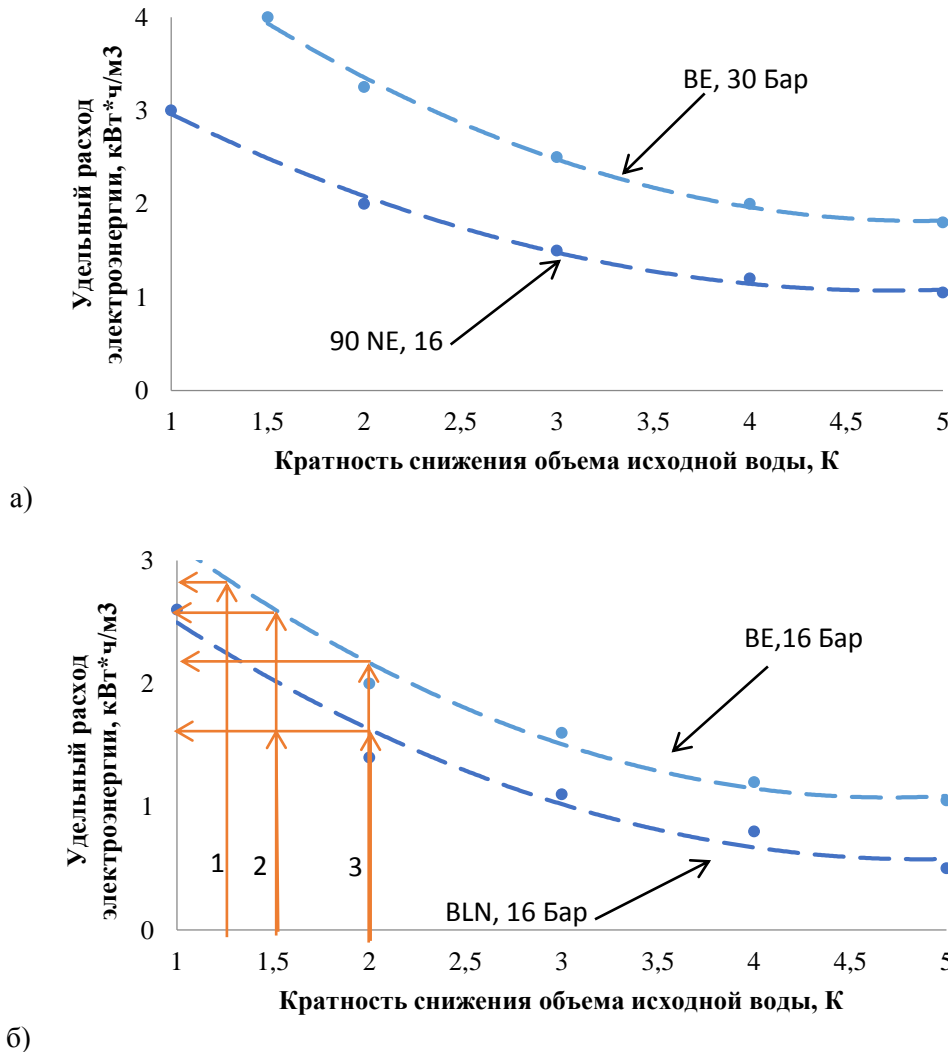 Удельный расход
электроэнергии, кВт*ч/м3
4
3
2
1
0
BE, 30 Бар
90 NE, 16
1 1,5 2 2,5 3 3,5 4 4,5 5
Кратность снижения объема исходной воды, К
а)
Удельный расход
электроэнергии, кВт*ч/м3
3
2
1
0
BE,16 Бар
1 2 3
BLN, 16 Бар
1 1,5 2 2,5 3 3,5 4 4,5 5
Кратность снижения объема исходной воды, К
б)